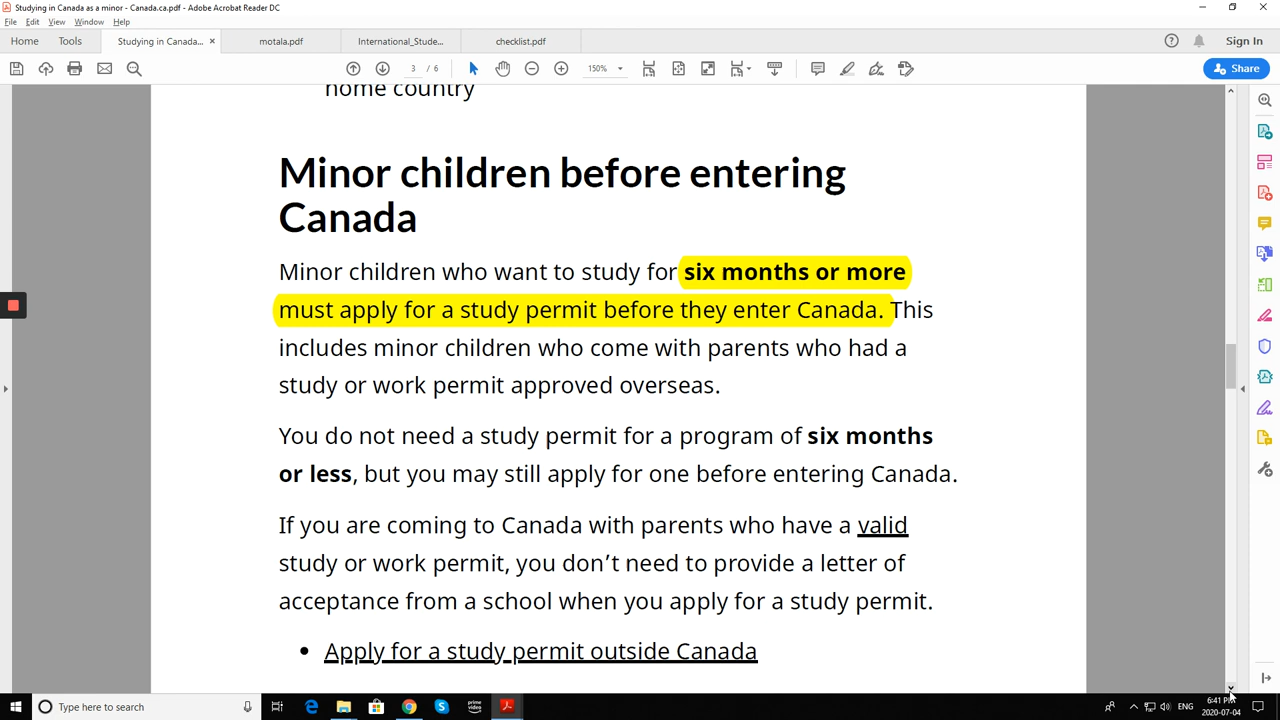 Studying in Canada as a minor - Canada.ca.pdf - Adobe Acrobat Reader DC
File Edit View Window Help
Home Tools Studying in Canada... × motala.pdf International_Stude... checklist.pdf Sign In
3 / 6 150% Share
home country
Minor children before entering
Canada
Minor children who want to study for six months or more
must apply for a study permit before they enter Canada. This
includes minor children who come with parents who had a
study or work permit approved overseas.
You do not need a study permit for a program of six months
or less, but you may still apply for one before entering Canada.
If you are coming to Canada with parents who have a valid
study or work permit, you don’t need to provide a letter of
acceptance from a school when you apply for a study permit.
• Apply for a study permit outside Canada
Type here to search prime video ENG 6:41 PM
2020-07-04